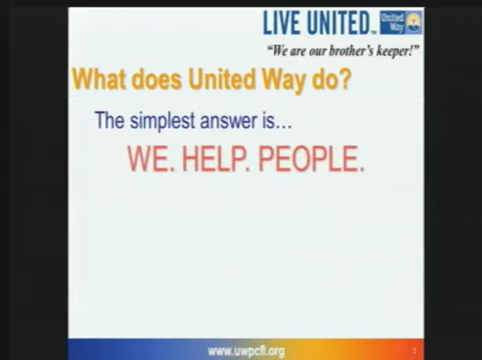 LIVE UNITED™
United
Way
"We are our brother's keeper!"
What does United Way do?
The simplest answer is…
WE. HELP. PEOPLE.
www.uwpcfl.org